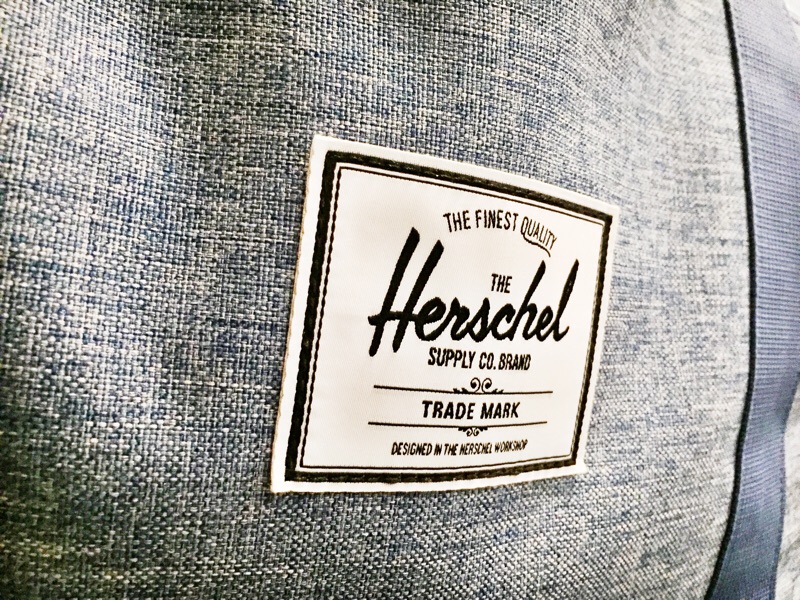 THE FINEST QUALITY
THE
Herschel
SUPPLY CO. BRAND
TRADE MARK
DESIGNED IN THE HERSCHEL WORKSHOP